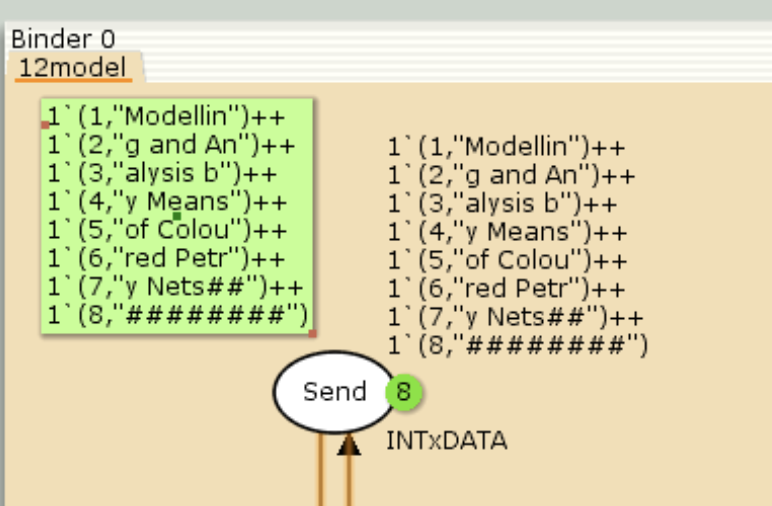 Binder 0
12model
1`(1,"Modellin")++
1`(2,"g and An")++
1`(3,"alysis b")++
1`(4,"y Means")++
1`(5,"of Colou")++
1`(6,"red Petr")++
1`(7,"y Nets##")++
1`(8,"########")
1`(1,"Modellin")++
1`(2,"g and An")++
1`(3,"alysis b")++
1`(4,"y Means")++
1`(5,"of Colou")++
1`(6,"red Petr")++
1`(7,"y Nets##")++
1`(8,"########")
Send 8
INTxDATA